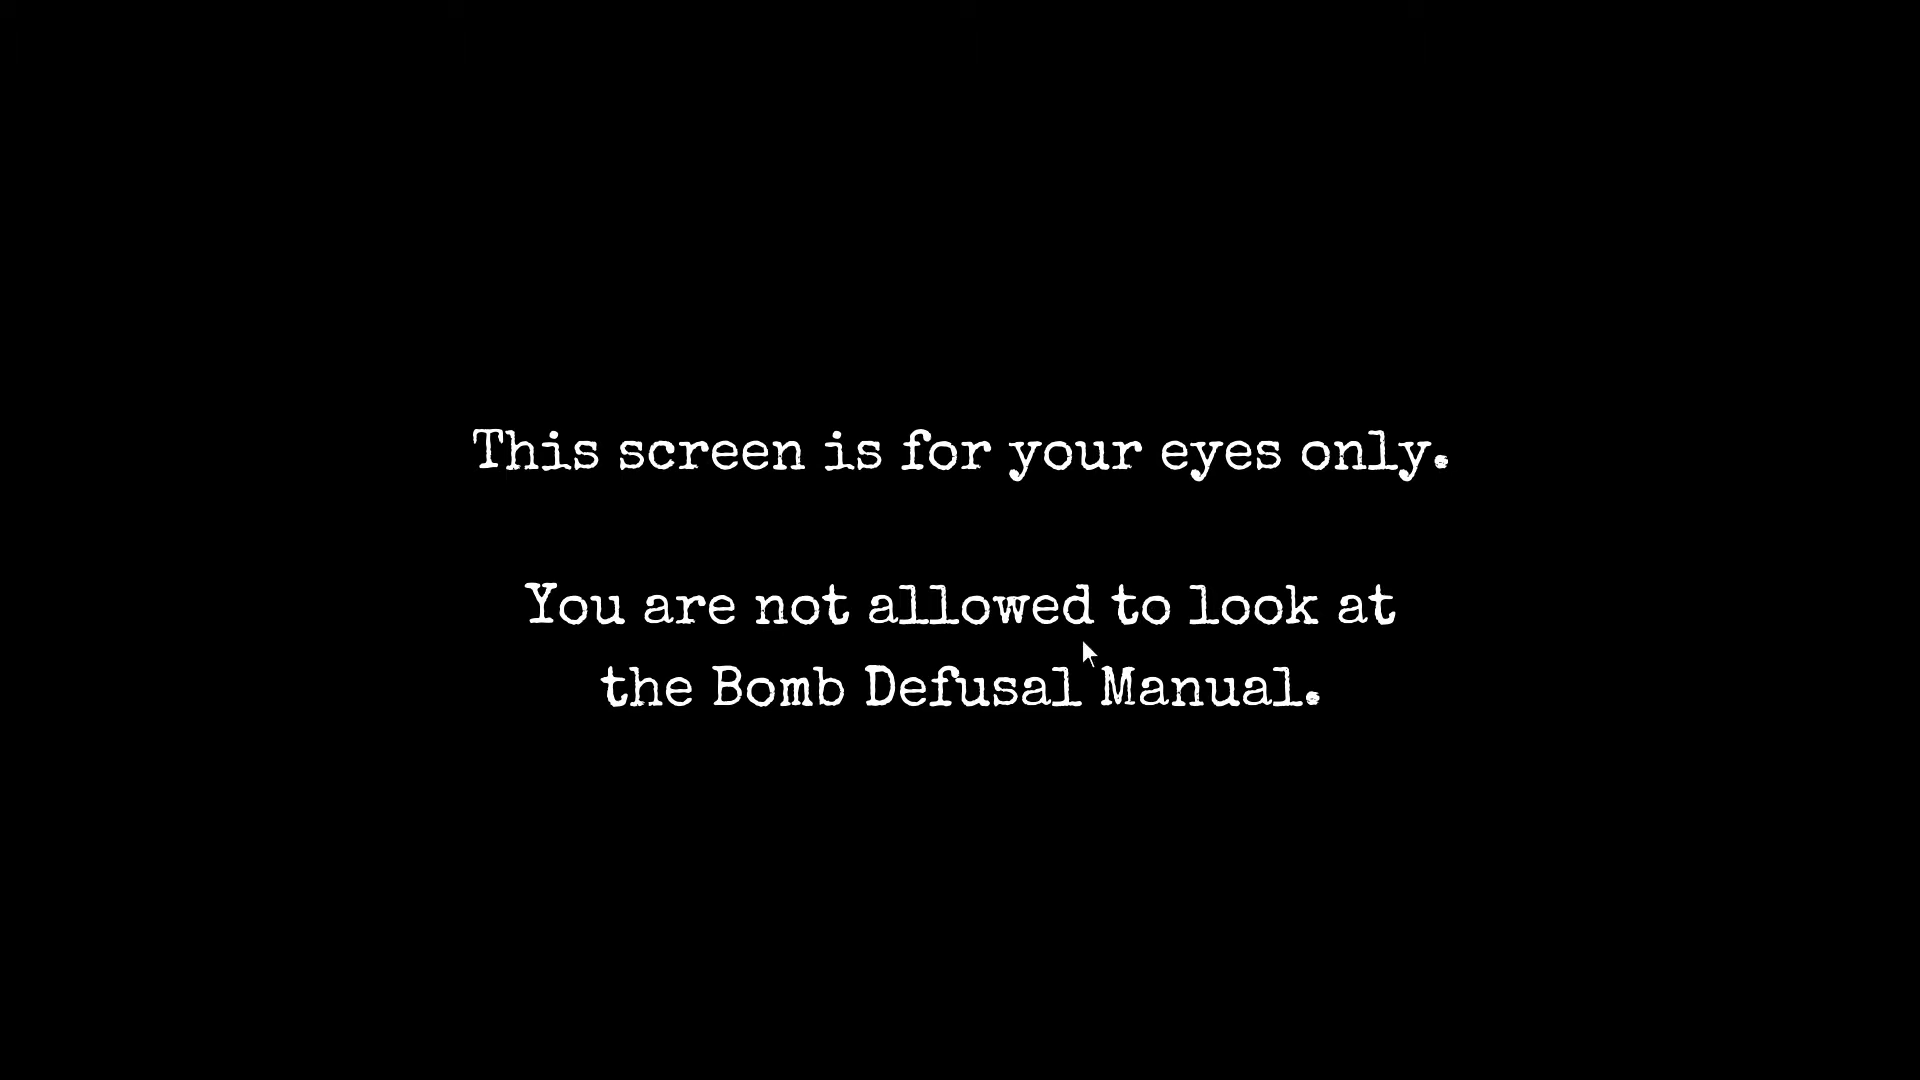 This screen is for your eyes only.
You are not allowed to look at
the Bomb Defusal Manual.